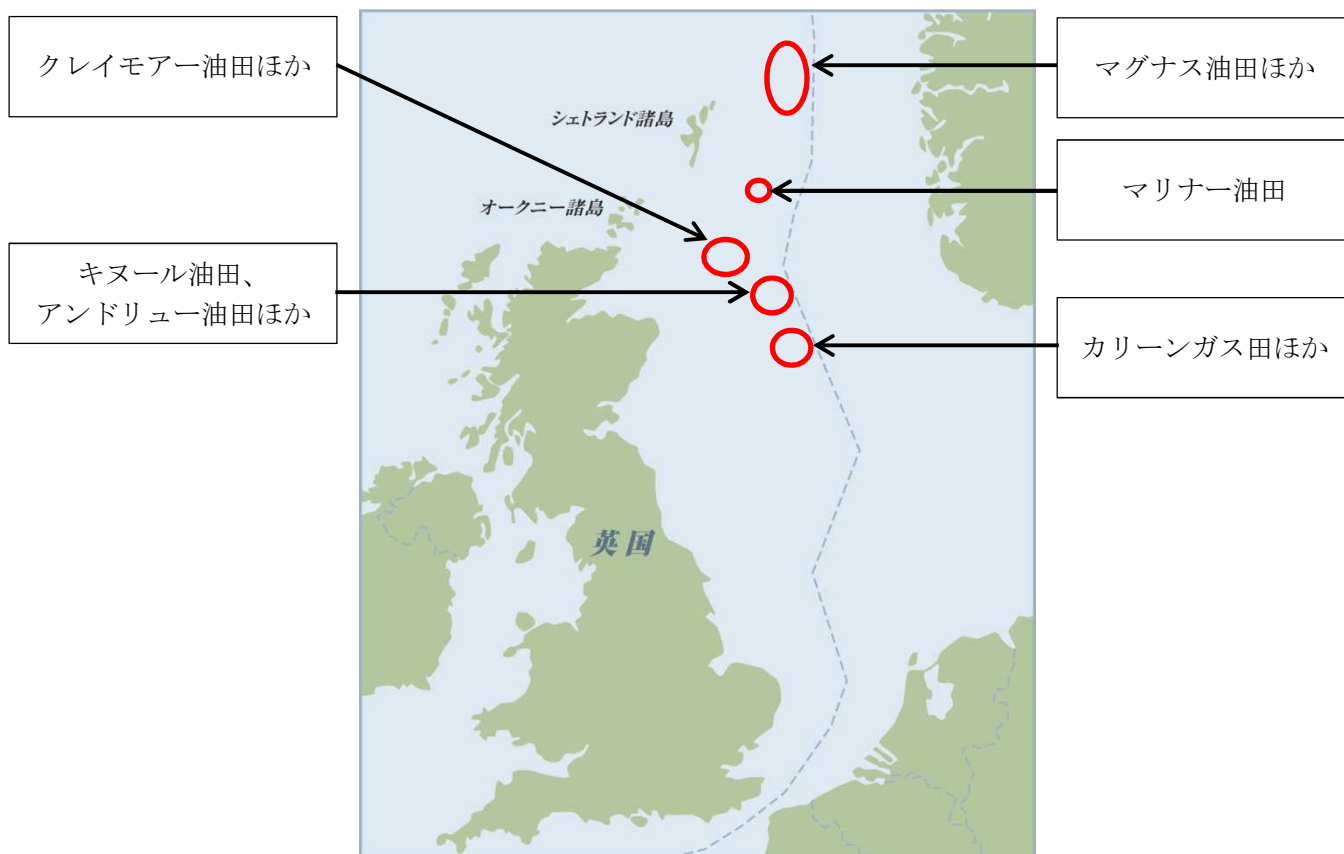 クレイモアー油田ほか
マグナス油田ほか
シェトランド諸島
マリナー油田
オークニー諸島
キヌール油田、
アンドリュー油田ほか
カリーンガス田ほか
英国